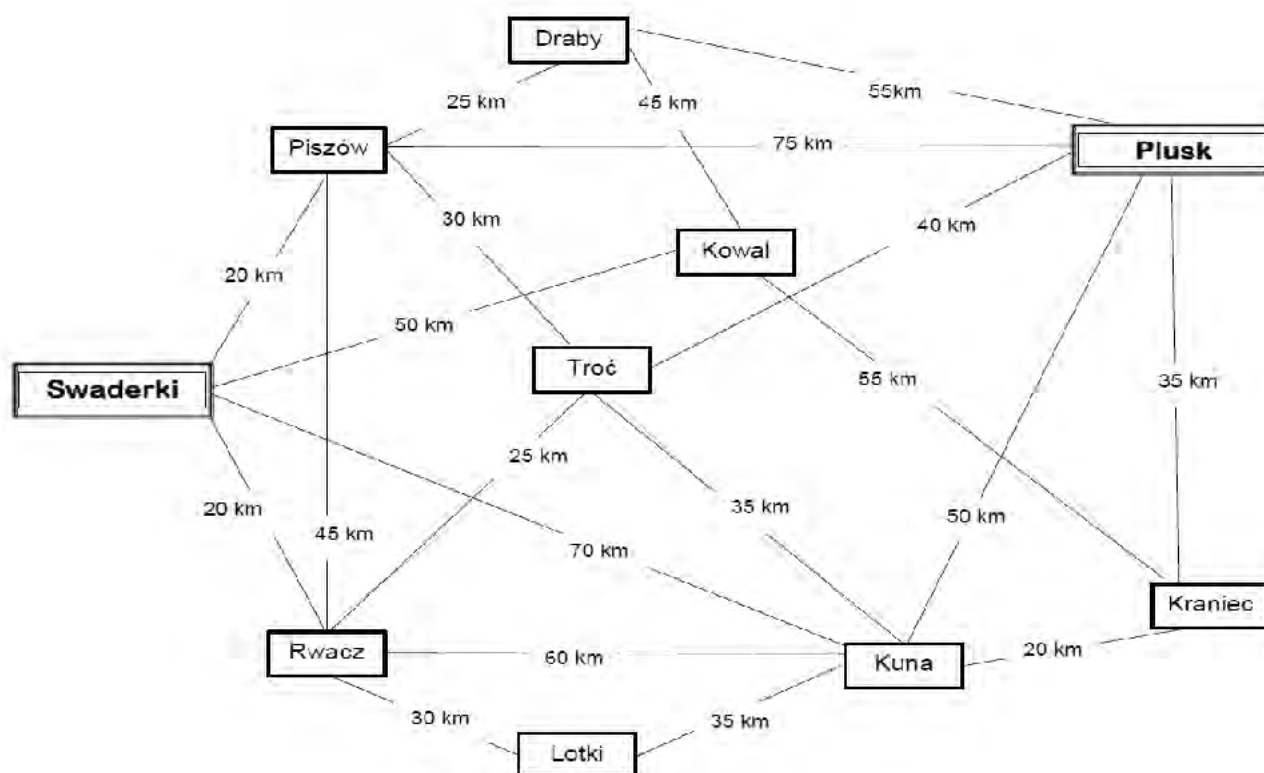 Draby
25 km
45 km
55km
Piszów
75 km
Plusk
30 km
40 km
Kowal
20 km
50 km
Troć
Swaderki
55 km
35 km
25 km
20 km
45 km
35 km
50 km
70 km
Kraniec
Rwacz
60 km
Kuna
20 km
30 km
35 km
Lotki